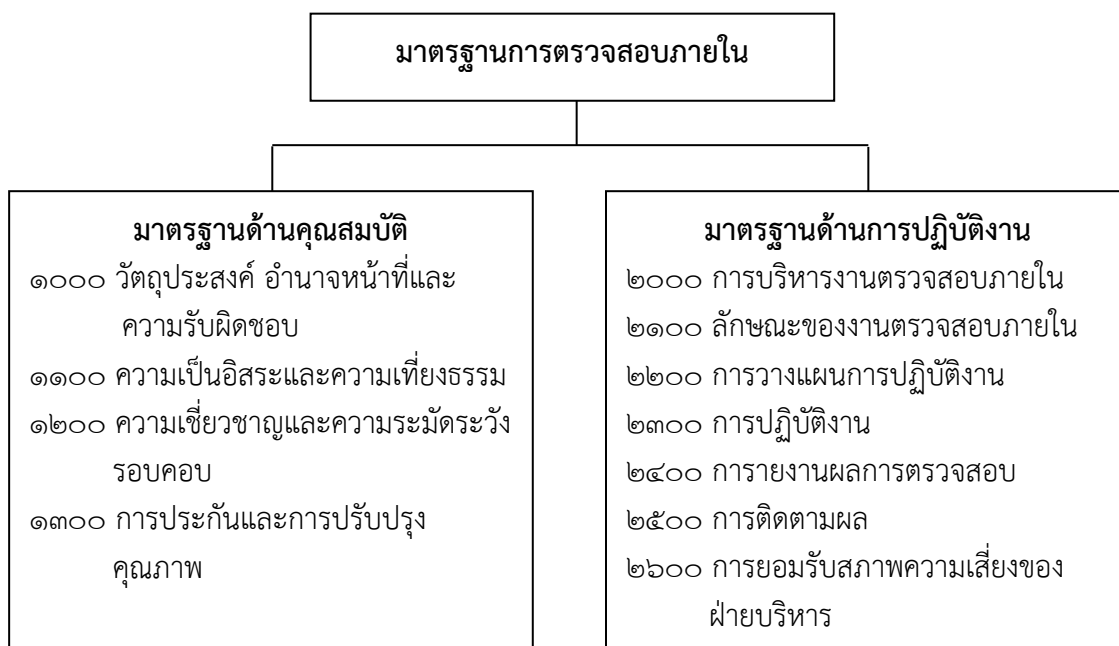 มาตรฐานการตรวจสอบภายใน
มาตรฐานด้านคุณสมบัติ
๑๐๐๐ วัตถุประสงค์ อำนาจหน้าที่และ
ความรับผิดชอบ
๑๑๐๐ ความเป็นอิสระและความเที่ยงธรรม
๑๒๐๐ ความเชี่ยวชาญและความระมัดระวัง
รอบคอบ
๑๓๐๐ การประกันและการปรับปรุง
คุณภาพ
มาตรฐานด้านการปฏิบัติงาน
๒๐๐๐ การบริหารงานตรวจสอบภายใน
๒๑๐๐ ลักษณะของงานตรวจสอบภายใน
๒๒๐๐ การวางแผนการปฏิบัติงาน
๒๓๐๐ การปฏิบัติงาน
๒๔๐๐ การายงานผลการตรวจสอบ
๒๕๐๐ การติดตามผล
๒๖๐๐ การยอมรับสภาพความเสี่ยงของ
ฝ่ายบริหาร